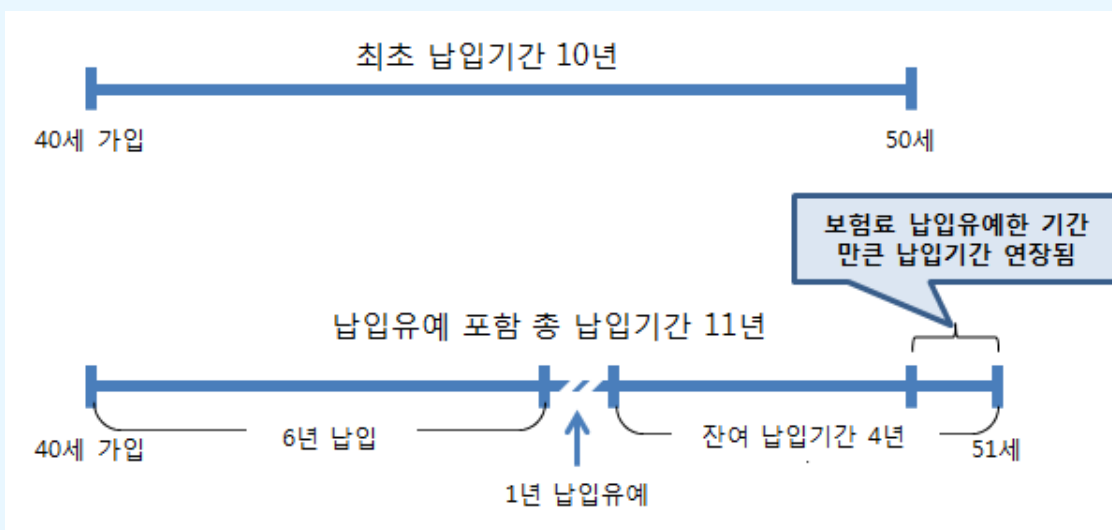 최초 납입기간 10년
40세 가입
50세
보험료 납입유예한 기간
만큼 납입기간 연장됨
납입유예 포함 총 납입기간 11년
40세 가입
6년 납입
잔여 납입기간 4년
51세
1년 납입유예